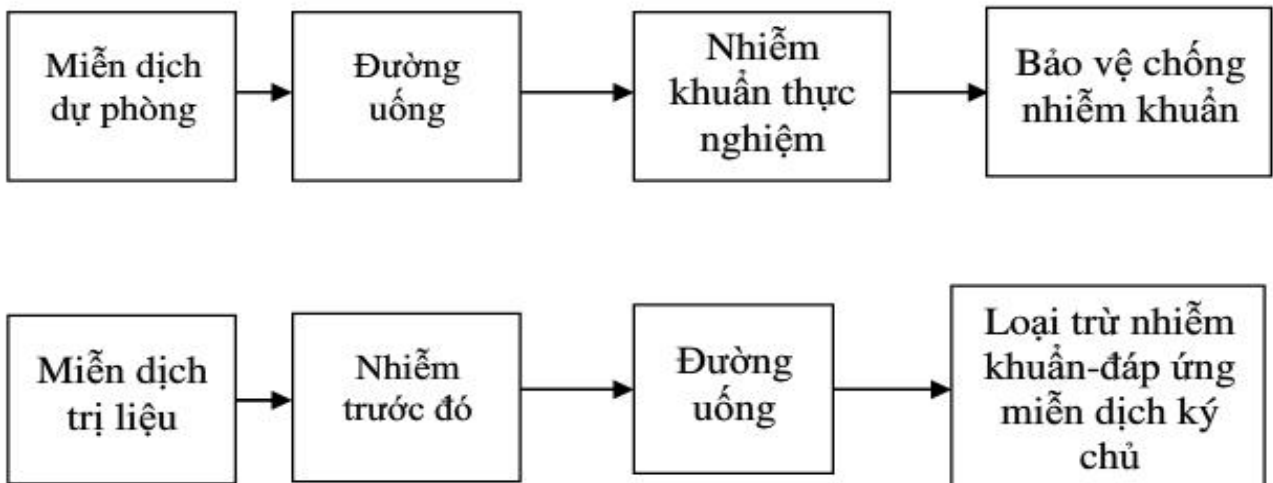 Miễn dịch
dự phòng
Đường
uống
Nhiễm
khuẩn thực
nghiệm
Bảo vệ chống
nhiễm khuẩn
Miễn dịch
trị liệu
Nhiễm
trước đó
Đường
uống
Loại trừ nhiễm
khuẩn-đáp ứng
miễn dịch ký
chủ